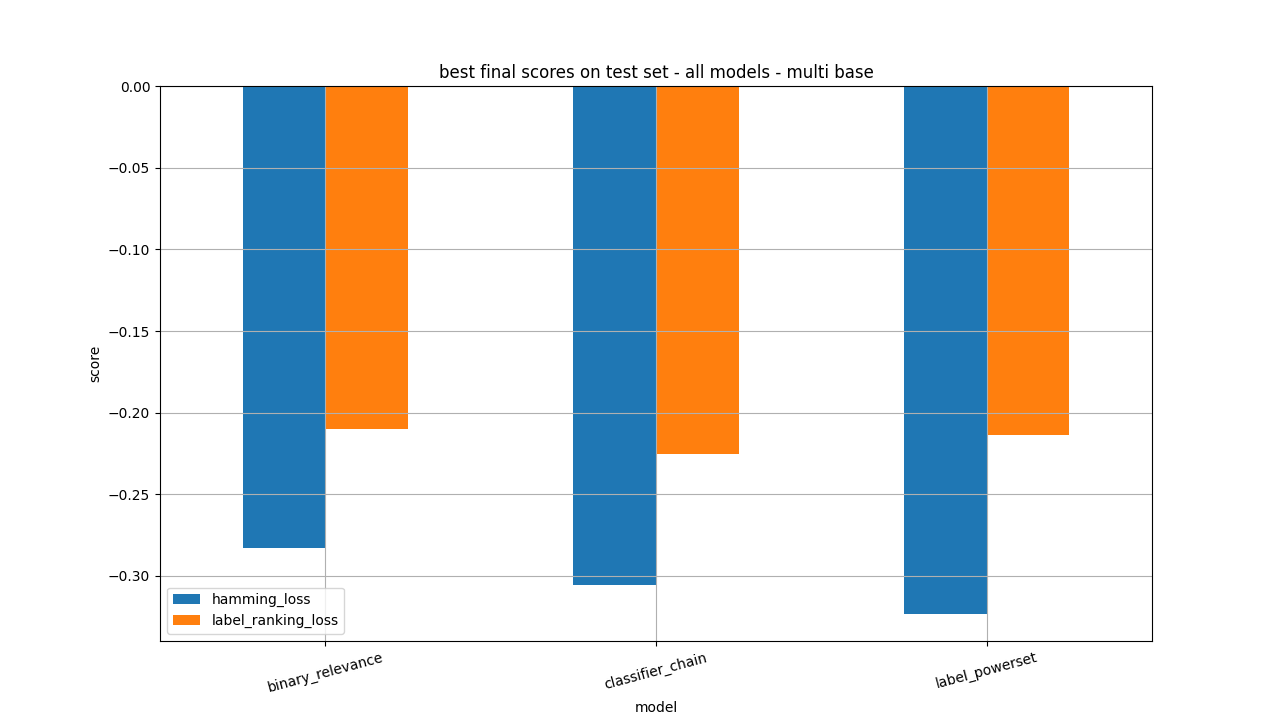 best final scores on test set - all models - multi base
0.00
−0.05
−0.10
−0.15
−0.20
−0.25
−0.30
score
hamming_loss
label_ranking_loss
binary_relevance
classifier_chain
label_powerset
model